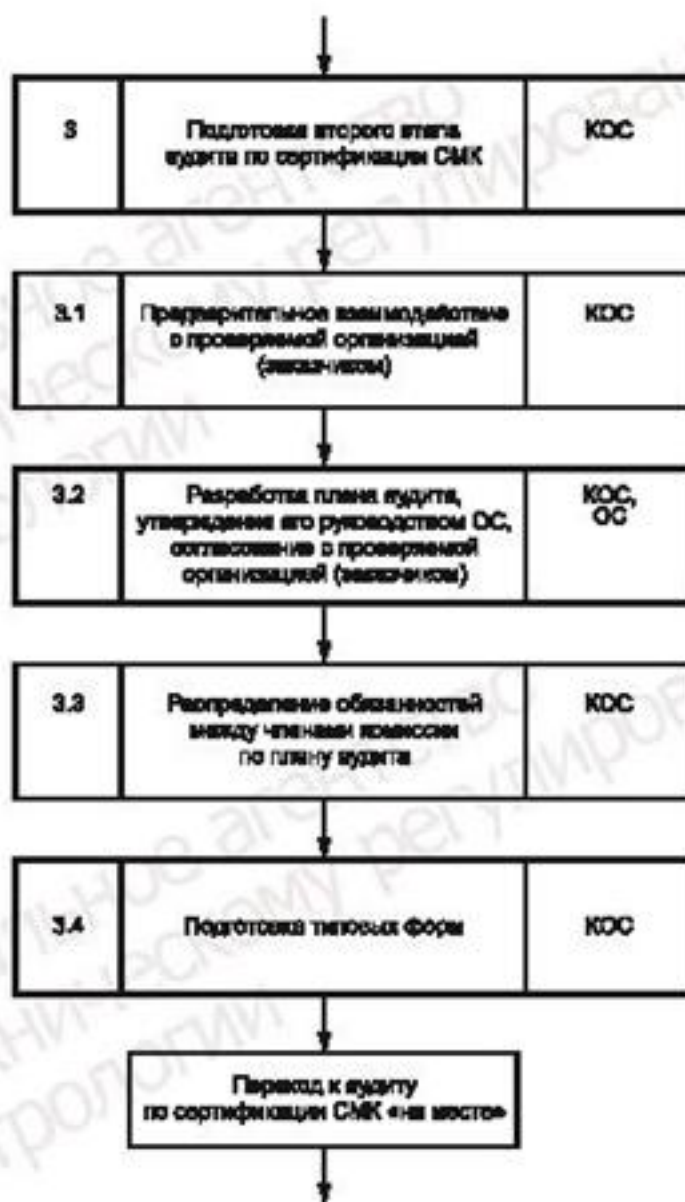 3
Подготовка второго этапа
аудита по сертификации СМК
КОС
3.1
Предварительное взаимодействие
с проверяемой организацией
(заказчиком)
КОС
3.2
Разработка плана аудита,
утверждение его руководством ОС,
согласование с проверяемой
организацией (заказчиком)
КОС,
ОС
3.3
Распределение обязанностей
между членами комиссии
по плану аудита
КОС
3.4
Подготовка типовых форм
КОС
Переход к аудиту
по сертификации СМК «на месте»